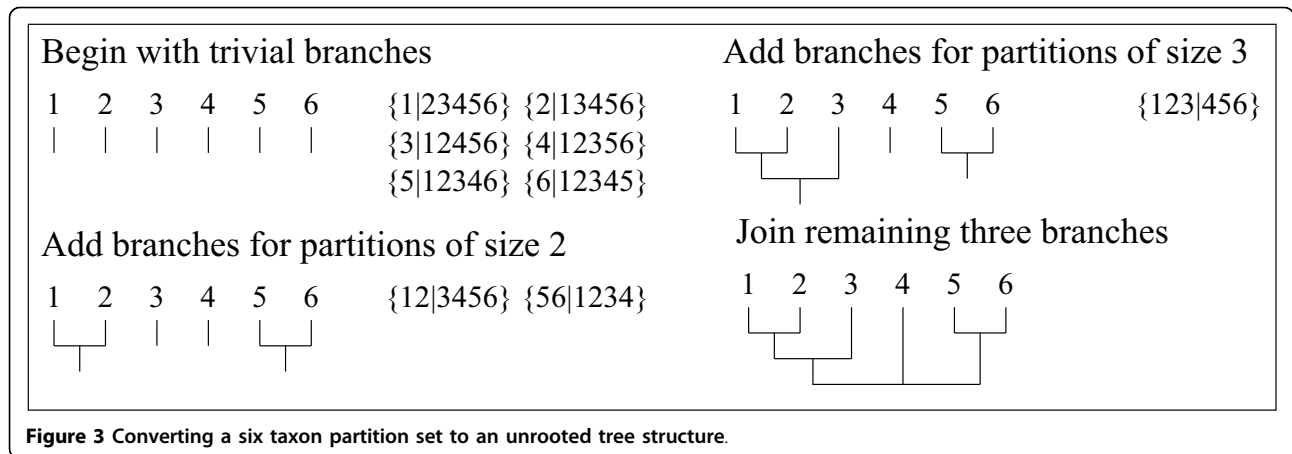 Begin with trivial branches
1 2 3 4 5 6
{1|23456} {2|13456}
{3|12456} {4|12356}
{5|12346} {6|12345}
Add branches for partitions of size 2
1 2 3 4 5 6
{12|3456} {56|1234}
Add branches for partitions of size 3
1 2 3 4 5 6
{123|456}
Join remaining three branches
1 2 3 4 5 6
Figure 3 Converting a six taxon partition set to an unrooted tree structure.